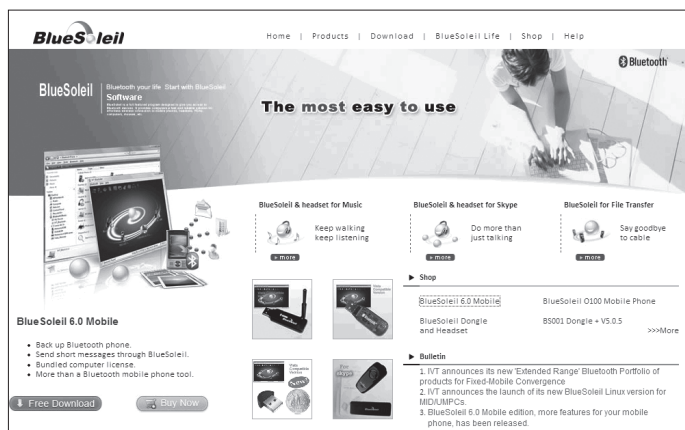 BlueSoleil
Home | Products | Download | BlueSoleil Life | Shop | Help
Bluetooth
BlueSoleil
Bluetooth your life Start with BlueSoleil
Software
The most easy to use
BlueSoleil & headset for Music
Keep walking
keep listening
more
BlueSoleil & headset for Skype
Do more than
just talking
more
BlueSoleil for File Transfer
Say goodbye
to cable
more
BlueSoleil 6.0 Mobile
• Back up Bluetooth phone.
• Send short messages through BlueSoleil.
• Bundled computer license.
• More than a Bluetooth mobile phone tool.
Free Download
Buy Now
Shop
BlueSoleil 6.0 Mobile
BlueSoleil O100 Mobile Phone
BlueSoleil Dongle
and Headset
BS001 Dongle + V5.0.5
>>>More
Bulletin
1. IVT announces its new 'Extended Range' Bluetooth Portfolio of
products for Fixed-Mobile Convergence
2. IVT announces the launch of its new BlueSoleil Linux version for
MID/UMPCs.
3. BlueSoleil 6.0 Mobile edition, more features for your mobile
phone, has been released.